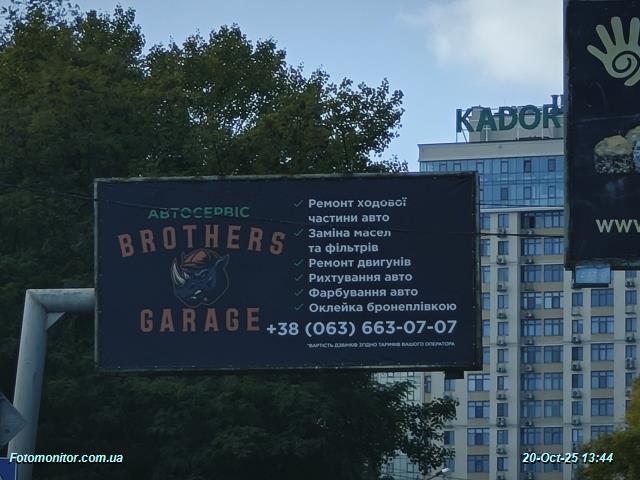 KADOR
АВТОСЕРВІС
BROTHERS
GARAGE
Ремонт ходової
частини авто
Заміна масел
та фільтрів
Ремонт двигунів
Рихтування авто
Фарбування авто
Оклейка бронеплівкою
+38 (063) 663-07-07
*ВАРТІСТЬ ДЗВІНКІВ ЗГІДНО ТАРИФІВ ВАШОГО ОПЕРАТОРА
www
Fotomonitor.com.ua
20-Oct-25 13:44